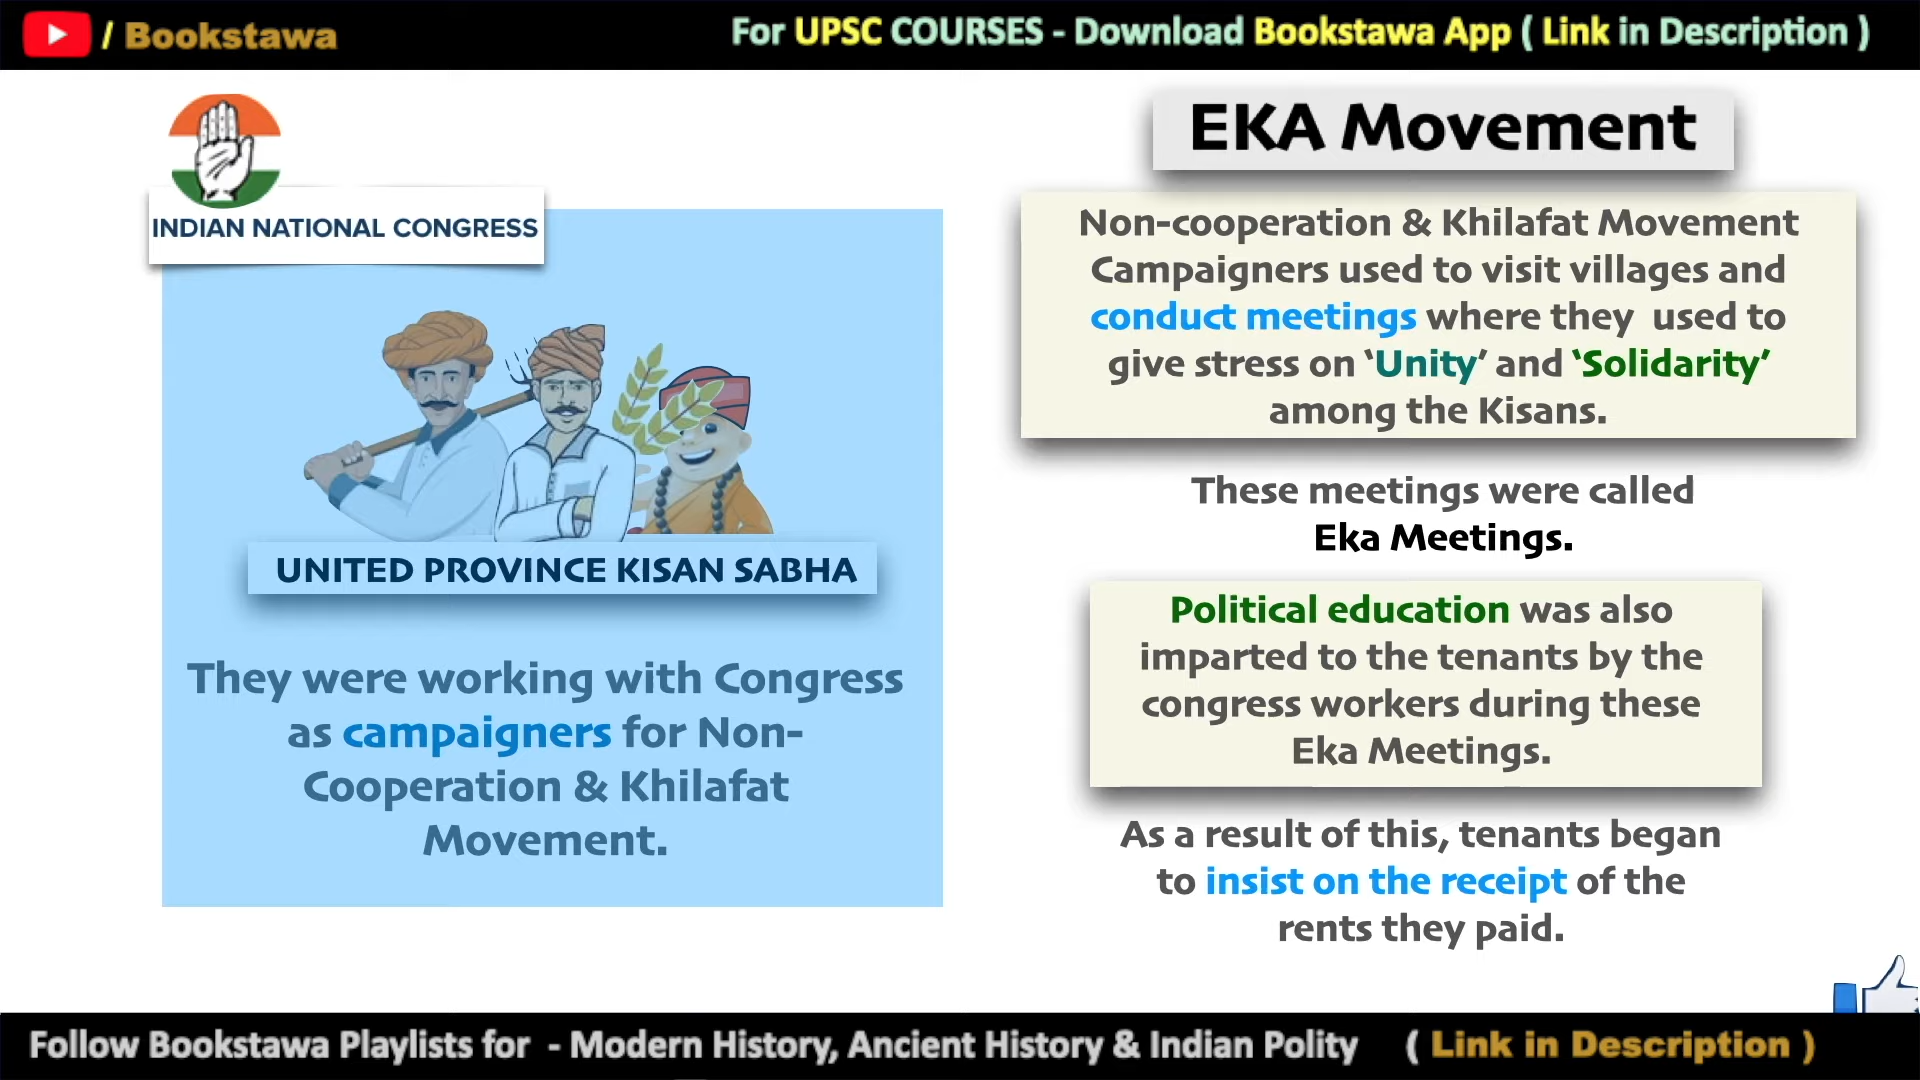 / Bookstawa
For UPSC COURSES - Download Bookstawa App ( Link in Description )
INDIAN NATIONAL CONGRESS
UNITED PROVINCE KISAN SABHA
They were working with Congress
as campaigners for Non-
Cooperation & Khilafat
Movement.
EKA Movement
Non-cooperation & Khilafat Movement
Campaigners used to visit villages and
conduct meetings where they used to
give stress on ‘Unity’ and ‘Solidarity’
among the Kisans.
These meetings were called
Eka Meetings.
Political education was also
imparted to the tenants by the
congress workers during these
Eka Meetings.
As a result of this, tenants began
to insist on the receipt of the
rents they paid.
Follow Bookstawa Playlists for - Modern History, Ancient History & Indian Polity ( Link in Description )